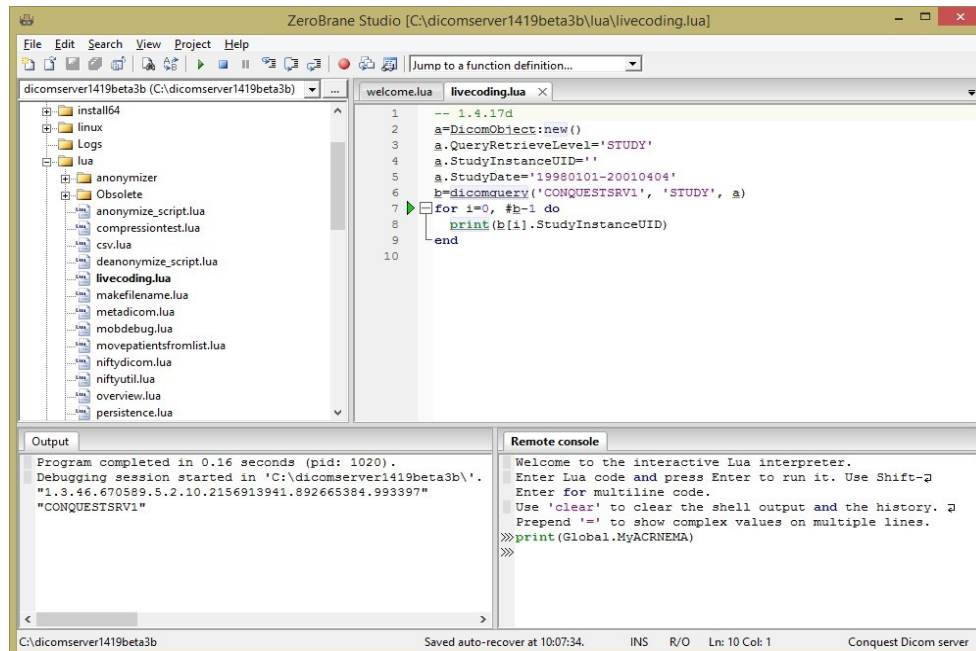 ZeroBrane Studio [C:\dicomserver1419beta3b\lua\livecoding.lua]
File Edit Search View Project Help
Jump to a function definition...
dicomserver1419beta3b (C:\dicomserver1419beta3b)
...
install64
linux
Logs
lua
anonymizer
Obsolete
anonymize_script.lua
compressiontest.lua
csv.lua
deanonymize_script.lua
livecoding.lua
makefilename.lua
metadicom.lua
mobdebug.lua
movepatientsfromlist.lua
niftydicom.lua
niftyutil.lua
overview.lua
persistence.lua
welcome.lua livecoding.lua
1 -- 1.4.17d
2 a=DicomObject:new()
3 a.QueryRetrieveLevel='STUDY'
4 a.StudyInstanceUID=''
5 a.StudyDate='19980101-20010404'
6 b=dicomquery('CONQUESTSRV1', 'STUDY', a)
7 for i=0, #b-1 do
8 print(b[i].StudyInstanceUID)
9 end
10
Output
Program completed in 0.16 seconds (pid: 1020).
Debugging session started in 'C:\dicomserver1419beta3b\'.
"1.3.46.670589.5.2.10.2156913941.892665384.993397"
"CONQUESTSRV1"
Remote console
Welcome to the interactive Lua interpreter.
Enter Lua code and press Enter to run it. Use Shift-
Enter for multiline code.
Use 'clear' to clear the shell output and the history.
Prepend '=' to show complex values on multiple lines.
print(Global.MyACRNEMA)
C:\dicomserver1419beta3b Saved auto-recover at 10:07:34. INS R/O Ln: 10 Col: 1 Conquest Dicom server